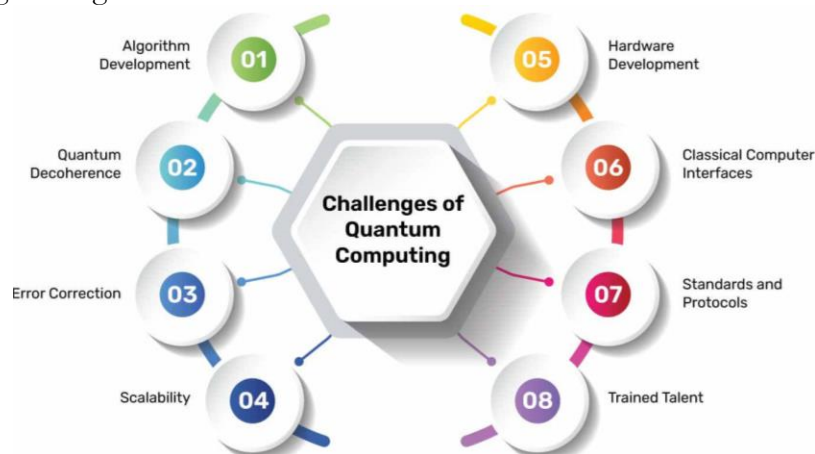 01
Algorithm
Development
02
Quantum
Decoherence
03
Error Correction
04
Scalability
Challenges of
Quantum
Computing
05
Hardware
Development
06
Classical Computer
Interfaces
07
Standards and
Protocols
08
Trained Talent